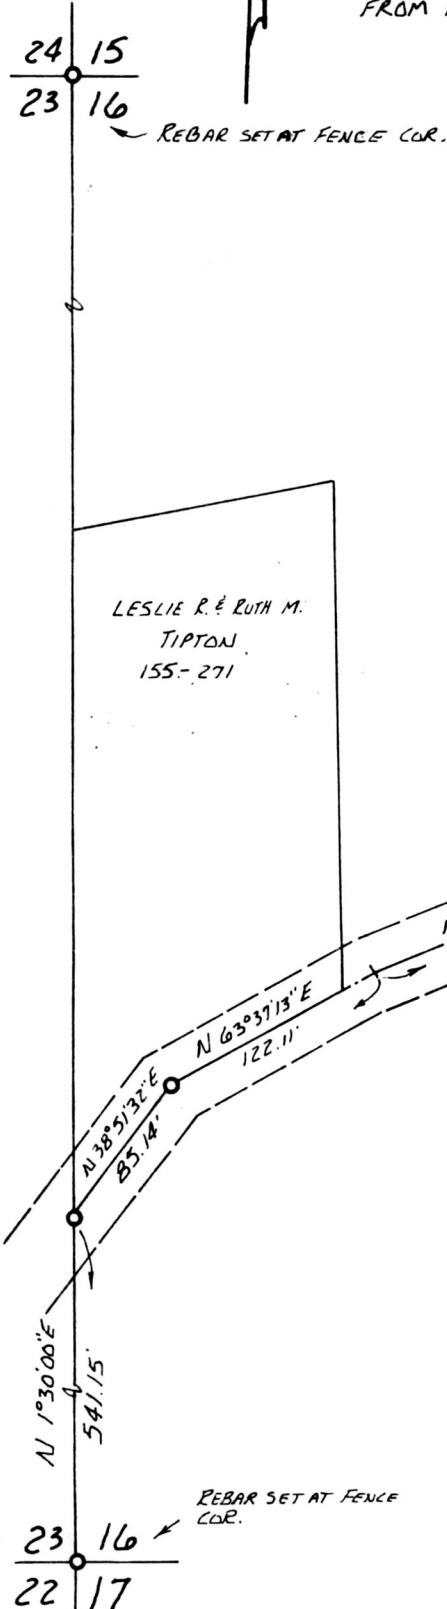 FROM
24 15
23 16
REBAR SET AT FENCE COR.
LESLIE R. & RUTH M.
TIPTON
155-271
N 63°37'13" E
122.11'
N 38°51'32" E
85.14'
N 1°30'00" E
541.15'
REBAR SET AT FENCE
COR.
23 16
22 17